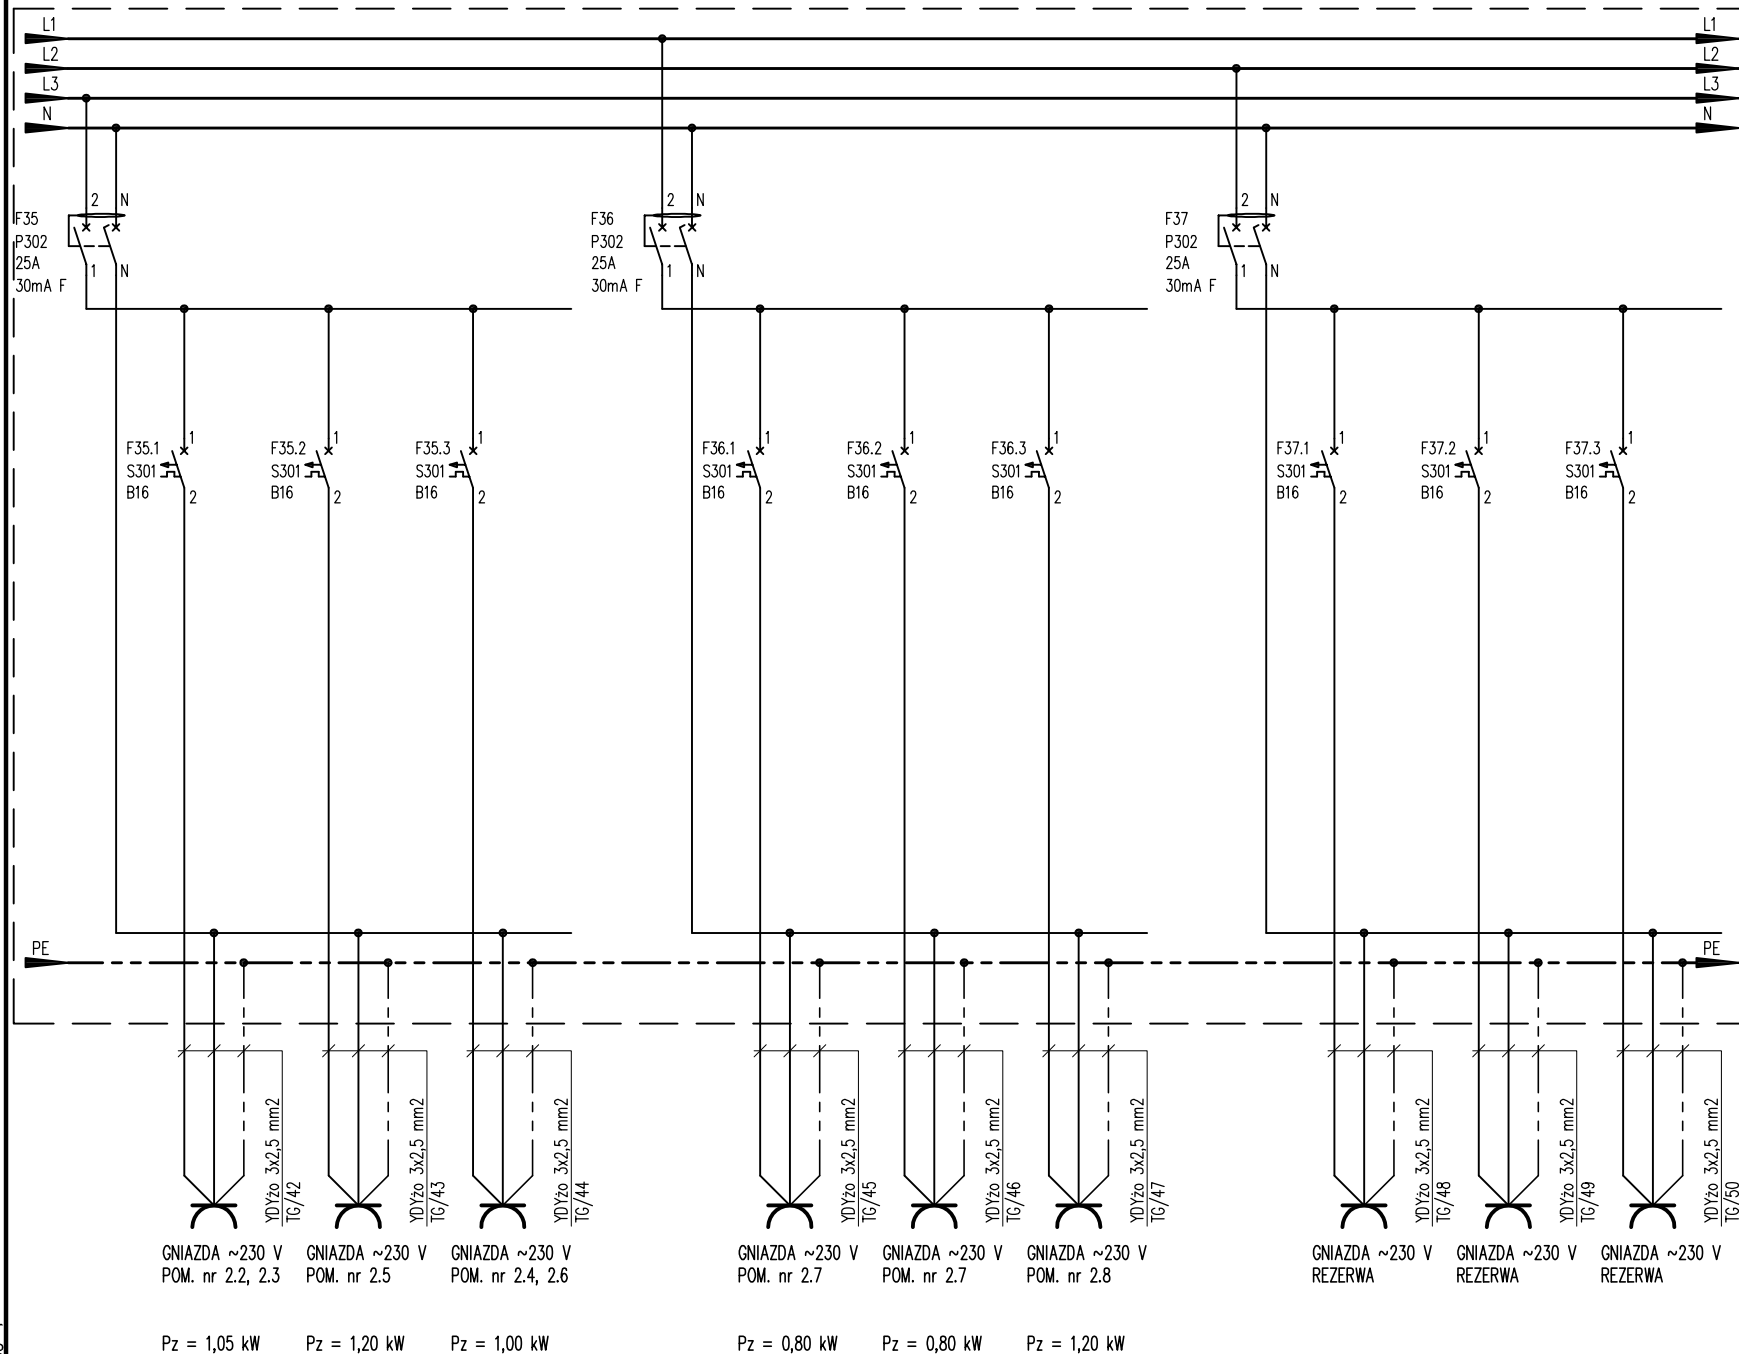 L1
L1
L2
L2
L3
L3
N
N
2 N
F35
P302
25A
30mA F
1 N
2 N
F36
P302
25A
30mA F
1 N
2 N
F37
P302
25A
30mA F
1 N
F35.1
S301
B16
1
2
F35.2
S301
B16
1
2
F35.3
S301
B16
1
2
F36.1
S301
B16
1
2
F36.2
S301
B16
1
2
F36.3
S301
B16
1
2
F37.1
S301
B16
1
2
F37.2
S301
B16
1
2
F37.3
S301
B16
1
2
PE
PE
YDYżo 3x2,5 mm2
TG/42
YDYżo 3x2,5 mm2
TG/43
YDYżo 3x2,5 mm2
TG/44
YDYżo 3x2,5 mm2
TG/45
YDYżo 3x2,5 mm2
TG/46
YDYżo 3x2,5 mm2
TG/47
YDYżo 3x2,5 mm2
TG/48
YDYżo 3x2,5 mm2
TG/49
YDYżo 3x2,5 mm2
TG/50
GNIAZDA ~230 V
POM. nr 2.2, 2.3
Pz = 1,05 kW
GNIAZDA ~230 V
POM. nr 2.5
Pz = 1,20 kW
GNIAZDA ~230 V
POM. nr 2.4, 2.6
Pz = 1,00 kW
GNIAZDA ~230 V
POM. nr 2.7
Pz = 0,80 kW
GNIAZDA ~230 V
POM. nr 2.7
Pz = 0,80 kW
GNIAZDA ~230 V
POM. nr 2.8
Pz = 1,20 kW
GNIAZDA ~230 V
REZERWA
GNIAZDA ~230 V
REZERWA
GNIAZDA ~230 V
REZERWA